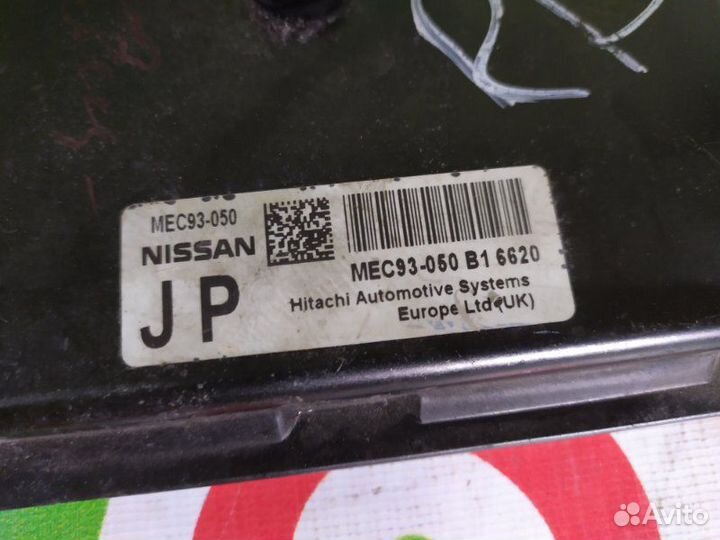 MEC93-050
NISSAN
JP
MEC93-050 B1 6620
Hitachi Automotive Systems
Europe Ltd (UK)
Avito